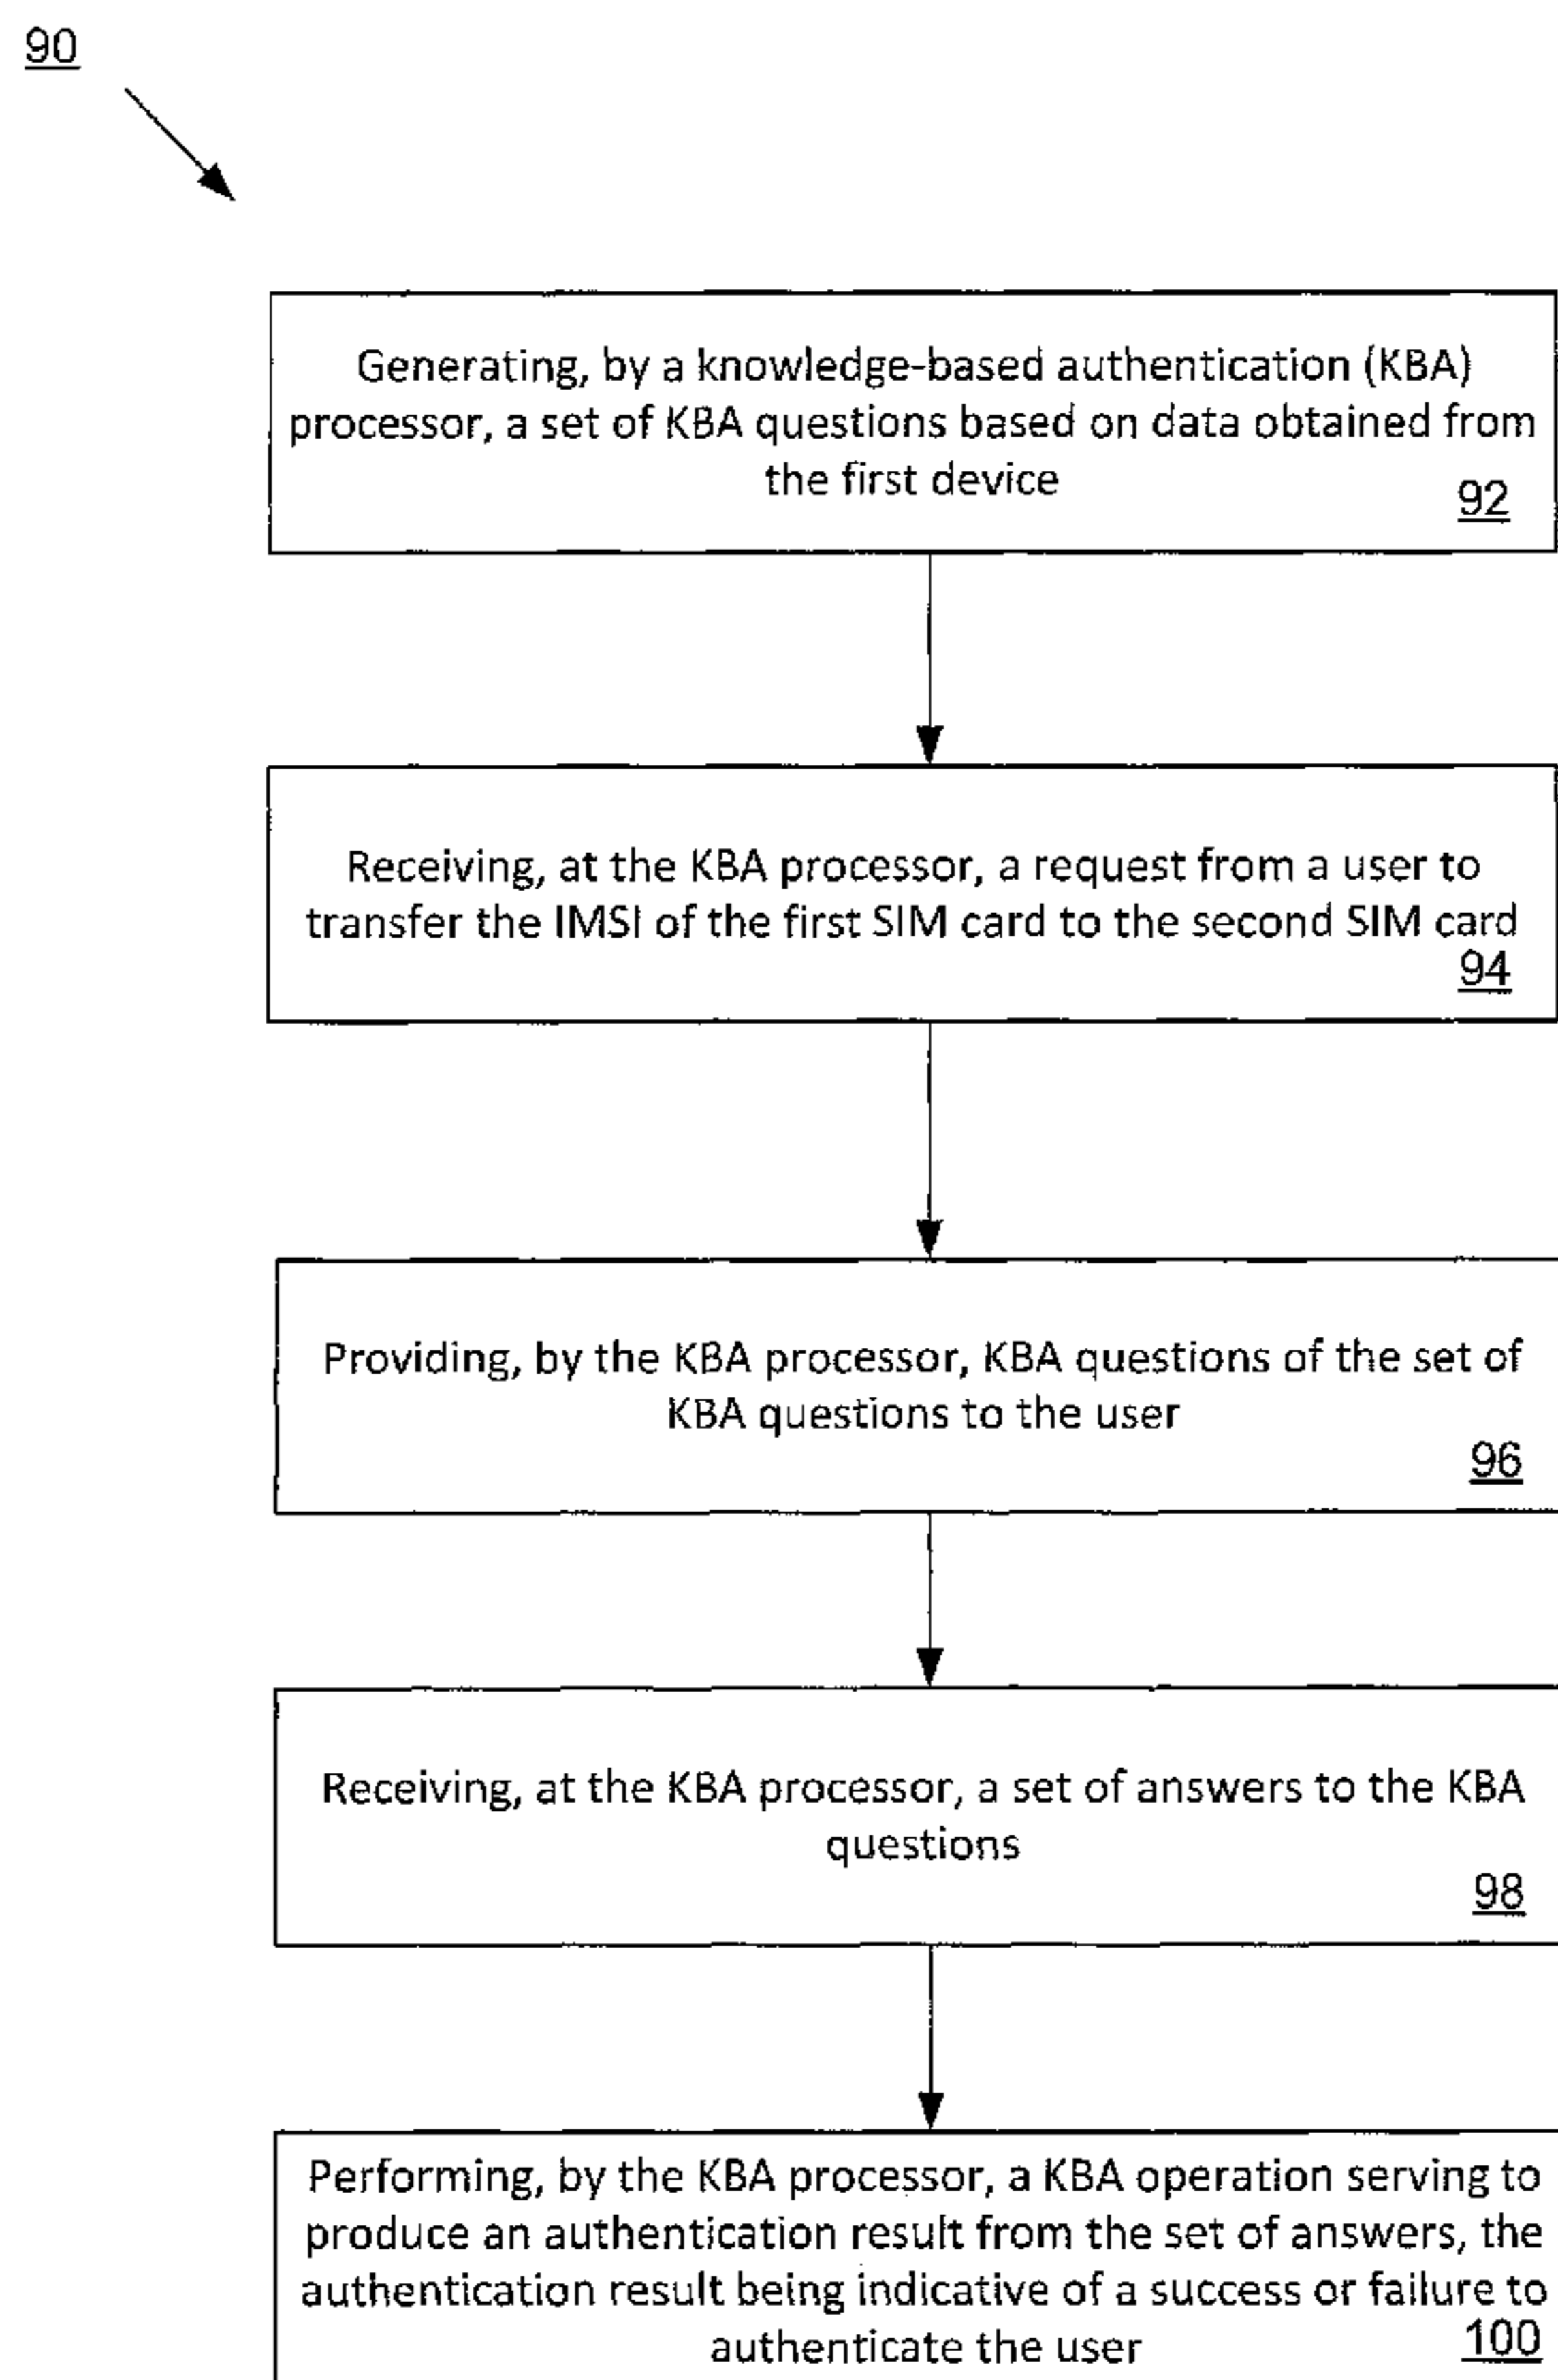 90
Generating, by a knowledge-based authentication (KBA)
processor, a set of KBA questions based on data obtained from
the first device
92
Receiving, at the KBA processor, a request from a user to
transfer the IMSI of the first SIM card to the second SIM card
94
Providing, by the KBA processor, KBA questions of the set of
KBA questions to the user
96
Receiving, at the KBA processor, a set of answers to the KBA
questions
98
Performing, by the KBA processor, a KBA operation serving to
produce an authentication result from the set of answers, the
authentication result being indicative of a success or failure to
authenticate the user
100